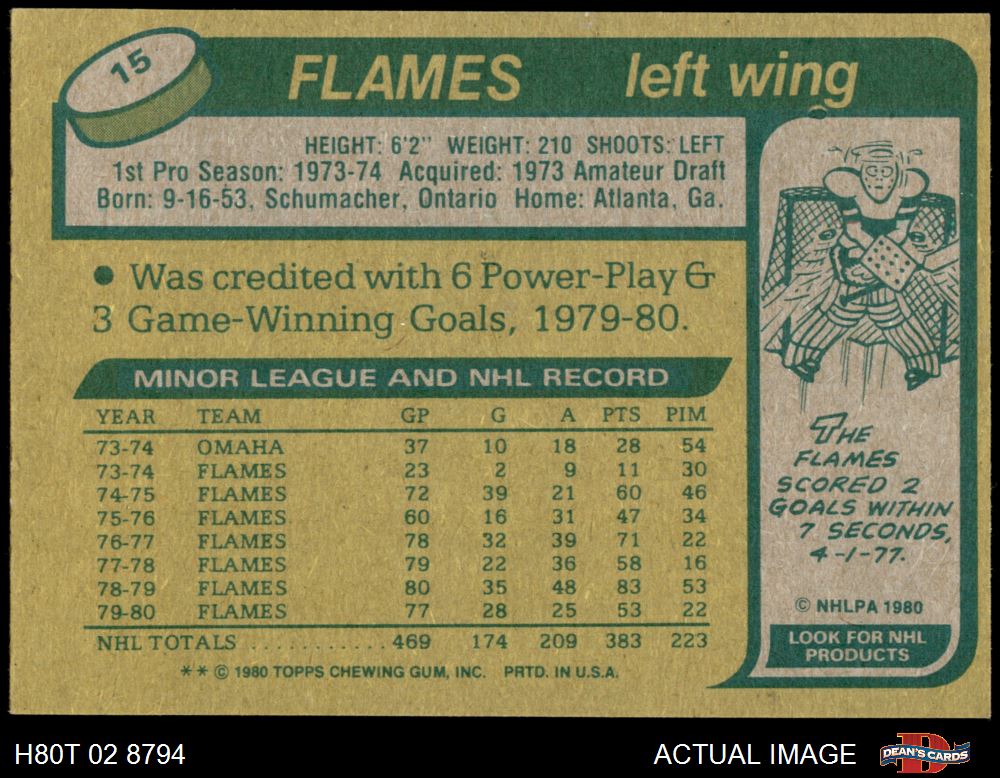 15
FLAMES left wing
HEIGHT: 6'2" WEIGHT: 210 SHOOTS: LEFT
1st Pro Season: 1973-74 Acquired: 1973 Amateur Draft
Born: 9-16-53, Schumacher, Ontario Home: Atlanta, Ga.
● Was credited with 6 Power-Play &
3 Game-Winning Goals, 1979-80.
MINOR LEAGUE AND NHL RECORD
YEAR TEAM GP G A PTS PIM
73-74 OMAHA 37 10 18 28 54
73-74 FLAMES 23 2 9 11 30
74-75 FLAMES 72 39 21 60 46
75-76 FLAMES 60 16 31 47 34
76-77 FLAMES 78 32 39 71 22
77-78 FLAMES 79 22 36 58 16
78-79 FLAMES 80 35 48 83 53
79-80 FLAMES 77 28 25 53 22
NHL TOTALS ........... 469 174 209 383 223
** © 1980 TOPPS CHEWING GUM, INC. PRTD. IN U.S.A.
THE
FLAMES
SCORED 2
GOALS WITHIN
7 SECONDS,
4-1-77.
© NHLPA 1980
LOOK FOR NHL
PRODUCTS
H80T 02 8794
ACTUAL IMAGE
DEAN'S CARDS